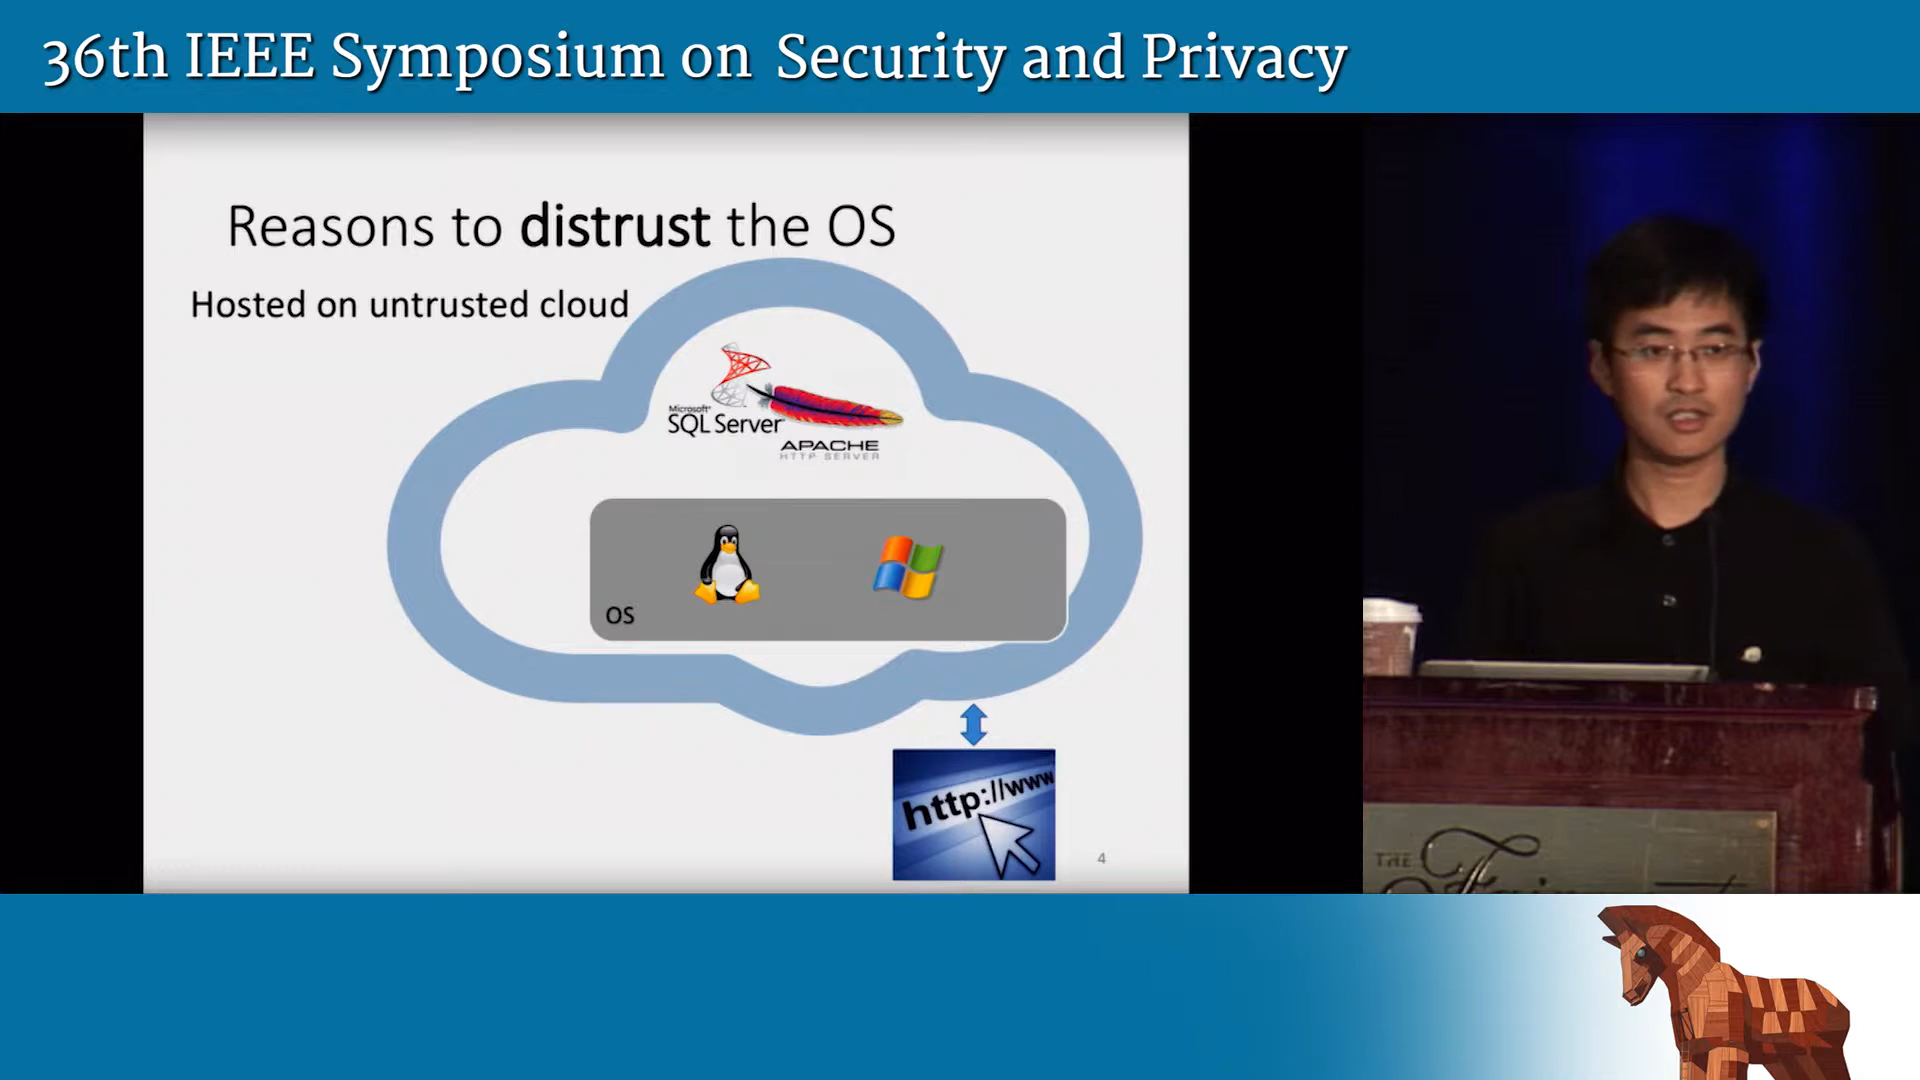 36th IEEE Symposium on Security and Privacy
Reasons to distrust the OS
Hosted on untrusted cloud
Microsoft®
SQL Server
APACHE
HTTP SERVER
OS
http://www
4
THE